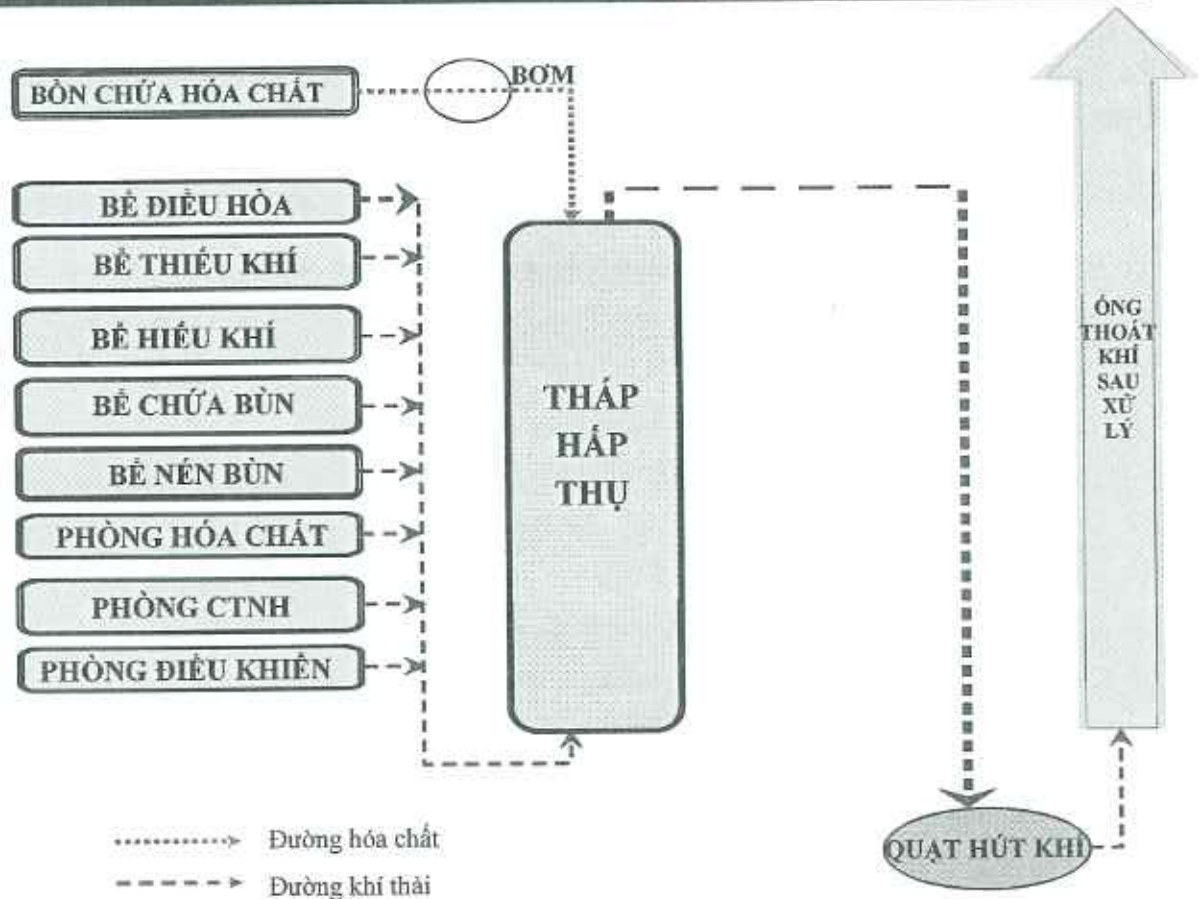 BỒN CHỨA HÓA CHẤT
BƠM
BỂ ĐIỀU HÒA
BỂ THIẾU KHÍ
BỂ HIẾU KHÍ
BỂ CHỨA BÙN
BỂ NÉN BÙN
PHÒNG HÓA CHẤT
PHÒNG CTNH
PHÒNG ĐIỀU KHIỂN
THÁP
HẤP
THỤ
ỐNG
THOÁT
KHÍ
SAU
XỬ
LÝ
QUẠT HÚT KHÍ
Đường hóa chất
Đường khí thải